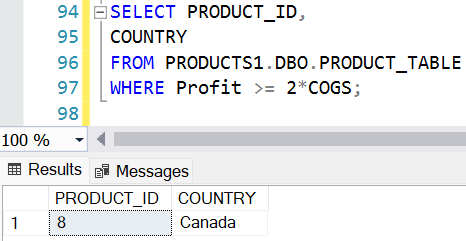 94 SELECT PRODUCT_ID,
95 COUNTRY
96 FROM PRODUCTS1.DBO.PRODUCT_TABLE
97 WHERE Profit >= 2*COGS;
98
100 %
Results Messages
PRODUCT_ID COUNTRY
1 8 Canada